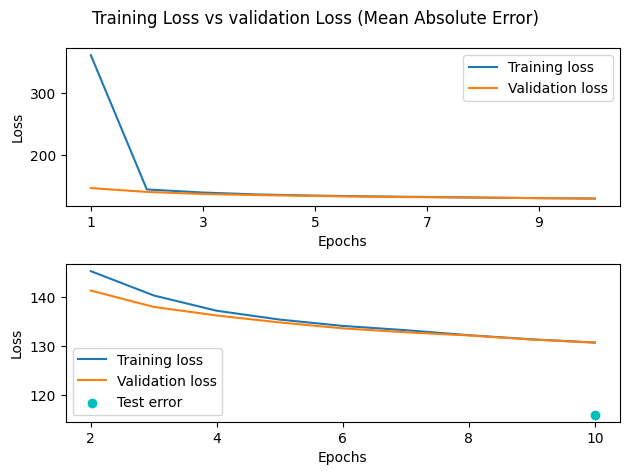 Training Loss vs validation Loss (Mean Absolute Error)
300
200
Loss
Training loss
Validation loss
1 3 5 7 9
Epochs
140
130
120
Loss
Training loss
Validation loss
Test error
2 4 6 8 10
Epochs